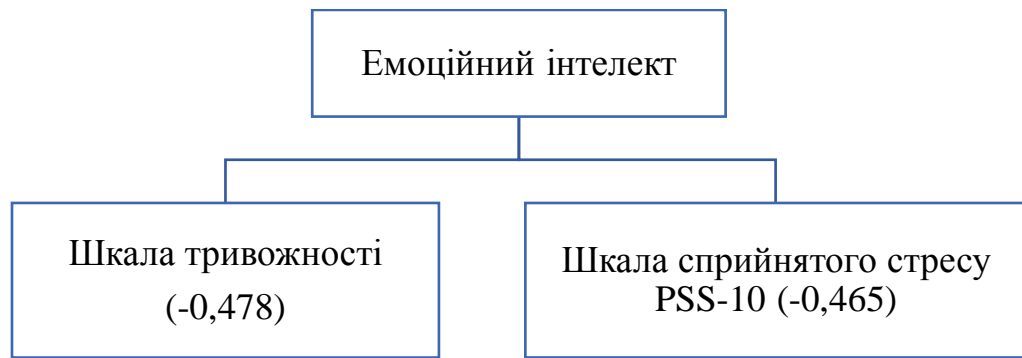 Емоційний інтелект
Шкала тривожності
(-0,478)
Шкала сприйнятого стресу
PSS-10 (-0,465)